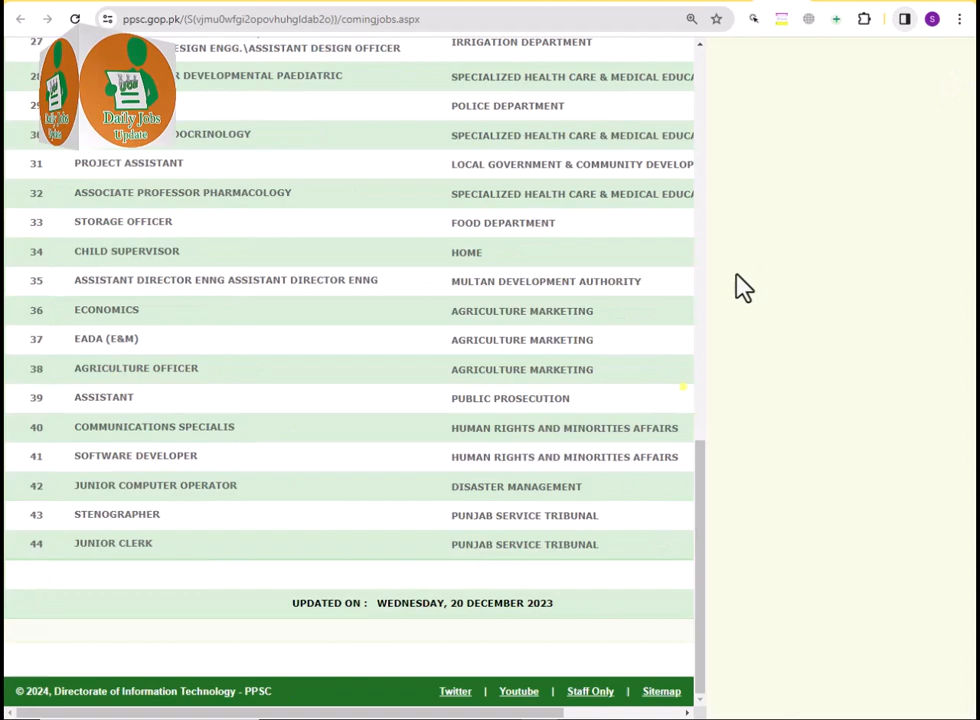 ppsc.gop.pk/(S(vjmu0wfgi2opovhuhgldab2o))/comingjobs.aspx
S
27 ESIGN ENGG.\ASSISTANT DESIGN OFFICER IRRIGATION DEPARTMENT
28 R DEVELOPMENTAL PAEDIATRIC SPECIALIZED HEALTH CARE & MEDICAL EDUCA
29 POLICE DEPARTMENT
30 OCRINOLOGY SPECIALIZED HEALTH CARE & MEDICAL EDUCA
Daily Jobs
Update
31 PROJECT ASSISTANT LOCAL GOVERNMENT & COMMUNITY DEVELOP
32 ASSOCIATE PROFESSOR PHARMACOLOGY SPECIALIZED HEALTH CARE & MEDICAL EDUCA
33 STORAGE OFFICER FOOD DEPARTMENT
34 CHILD SUPERVISOR HOME
35 ASSISTANT DIRECTOR ENNG ASSISTANT DIRECTOR ENNG MULTAN DEVELOPMENT AUTHORITY
36 ECONOMICS AGRICULTURE MARKETING
37 EADA (E&M) AGRICULTURE MARKETING
38 AGRICULTURE OFFICER AGRICULTURE MARKETING
39 ASSISTANT PUBLIC PROSECUTION
40 COMMUNICATIONS SPECIALIS HUMAN RIGHTS AND MINORITIES AFFAIRS
41 SOFTWARE DEVELOPER HUMAN RIGHTS AND MINORITIES AFFAIRS
42 JUNIOR COMPUTER OPERATOR DISASTER MANAGEMENT
43 STENOGRAPHER PUNJAB SERVICE TRIBUNAL
44 JUNIOR CLERK PUNJAB SERVICE TRIBUNAL
UPDATED ON : WEDNESDAY, 20 DECEMBER 2023
© 2024, Directorate of Information Technology - PPSC Twitter | Youtube | Staff Only | Sitemap